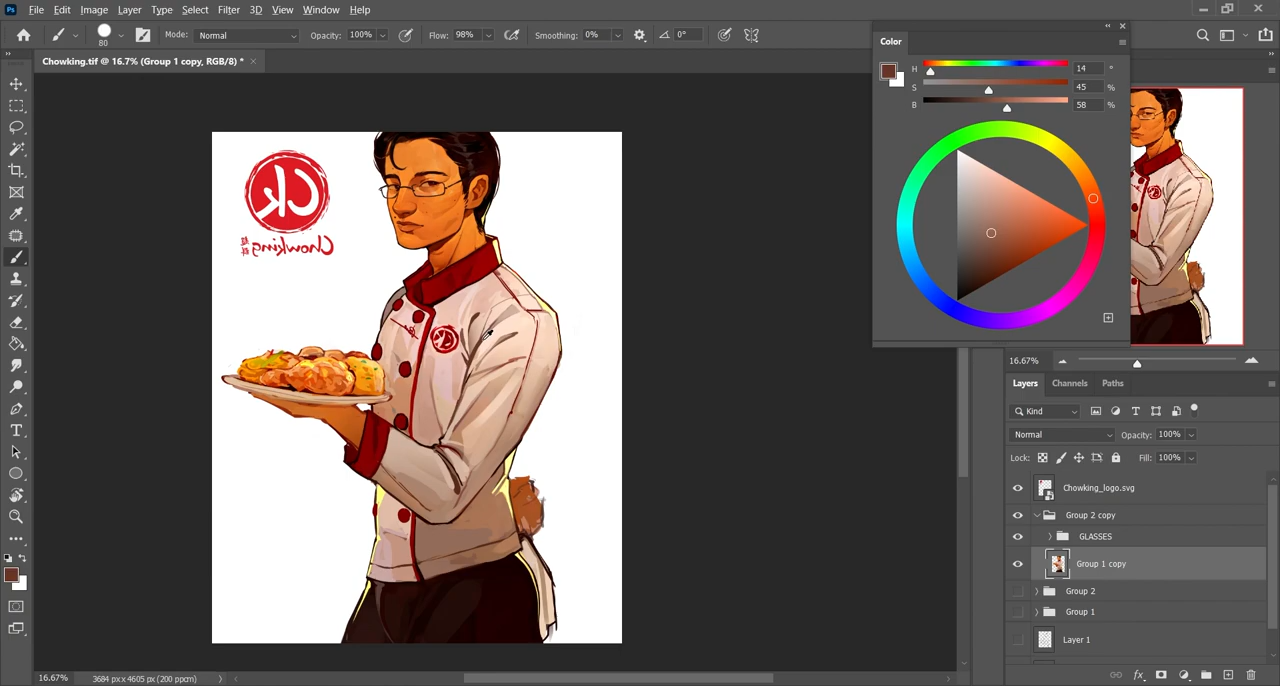 Ps File Edit Image Layer Type Select Filter 3D View Window Help
80 Mode: Normal Opacity: 100% Flow: 98% Smoothing: 0% 0°
Chowking.tif @ 16.7% (Group 1 copy, RGB/8) *
Color
H 14 °
S 45 %
B 58 %
Ck
Chowking
16.67%
Layers Channels Paths
Kind
Normal Opacity: 100%
Lock: Fill: 100%
Chowking_logo.svg
Group 2 copy
GLASSES
Group 1 copy
Group 2
Group 1
Layer 1
16.67% 3684 px x 4605 px (200 ppcm)